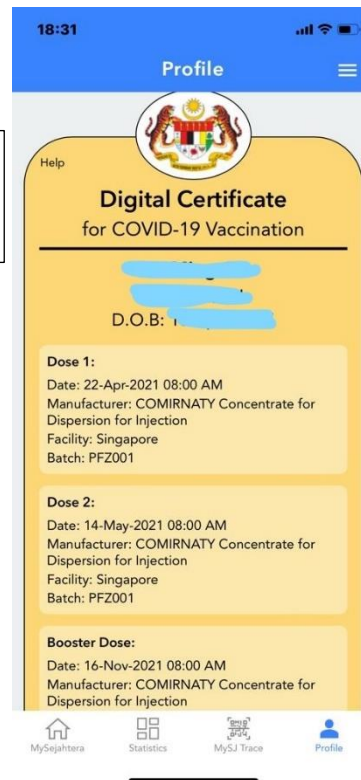 18:31
Profile
Help
Digital Certificate
for COVID-19 Vaccination
D.O.B:
Dose 1:
Date: 22-Apr-2021 08:00 AM
Manufacturer: COMIRNATY Concentrate for
Dispersion for Injection
Facility: Singapore
Batch: PFZ001
Dose 2:
Date: 14-May-2021 08:00 AM
Manufacturer: COMIRNATY Concentrate for
Dispersion for Injection
Facility: Singapore
Batch: PFZ001
Booster Dose:
Date: 16-Nov-2021 08:00 AM
Manufacturer: COMIRNATY Concentrate for
Dispersion for Injection
MySejahtera
Statistics
MySJ Trace
Profile